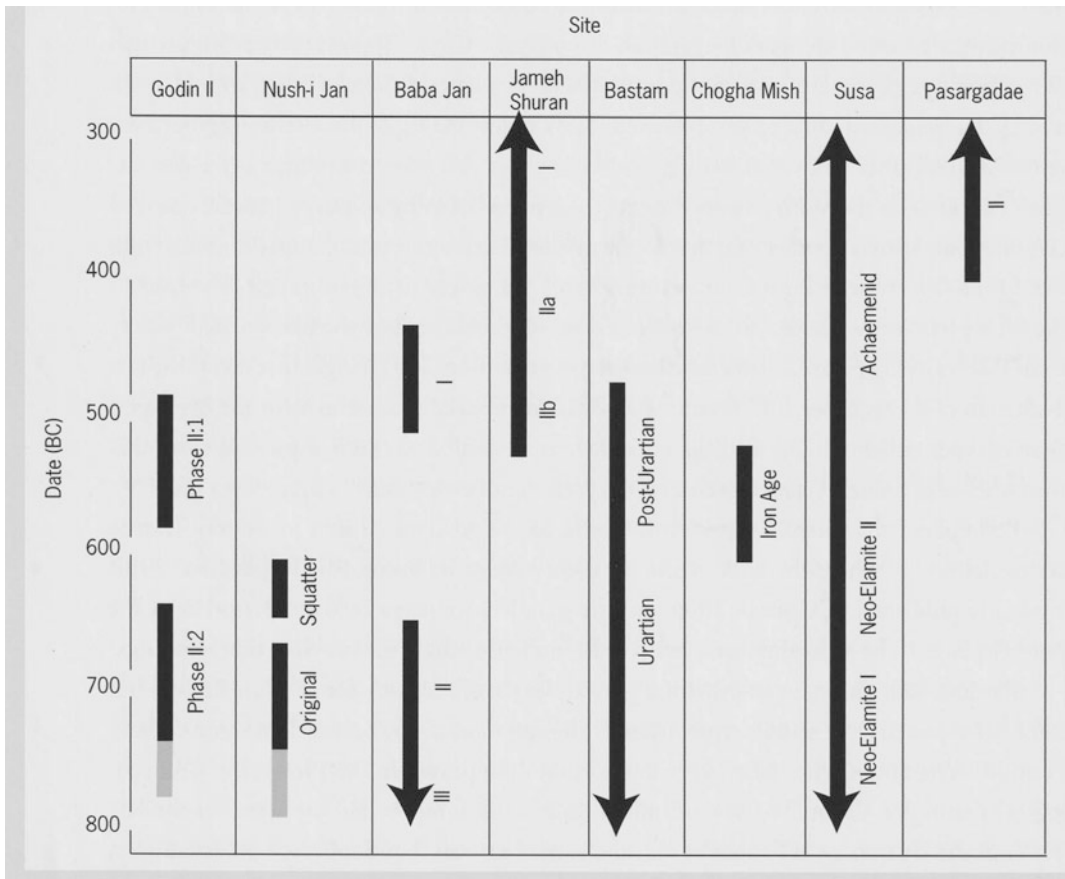 Site
Godin II
Nush-i Jan
Baba Jan
Jameh
Shuran
Bastam
Chogha Mish
Susa
Pasargadae
Date (BC)
300
400
500
600
700
800
Phase II:1
Phase II:2
Squatter
Original
I
II
III
I
IIa
IIb
Post-Urartian
Urartian
Iron Age
Achaemenid
Neo-Elamite II
Neo-Elamite I
II